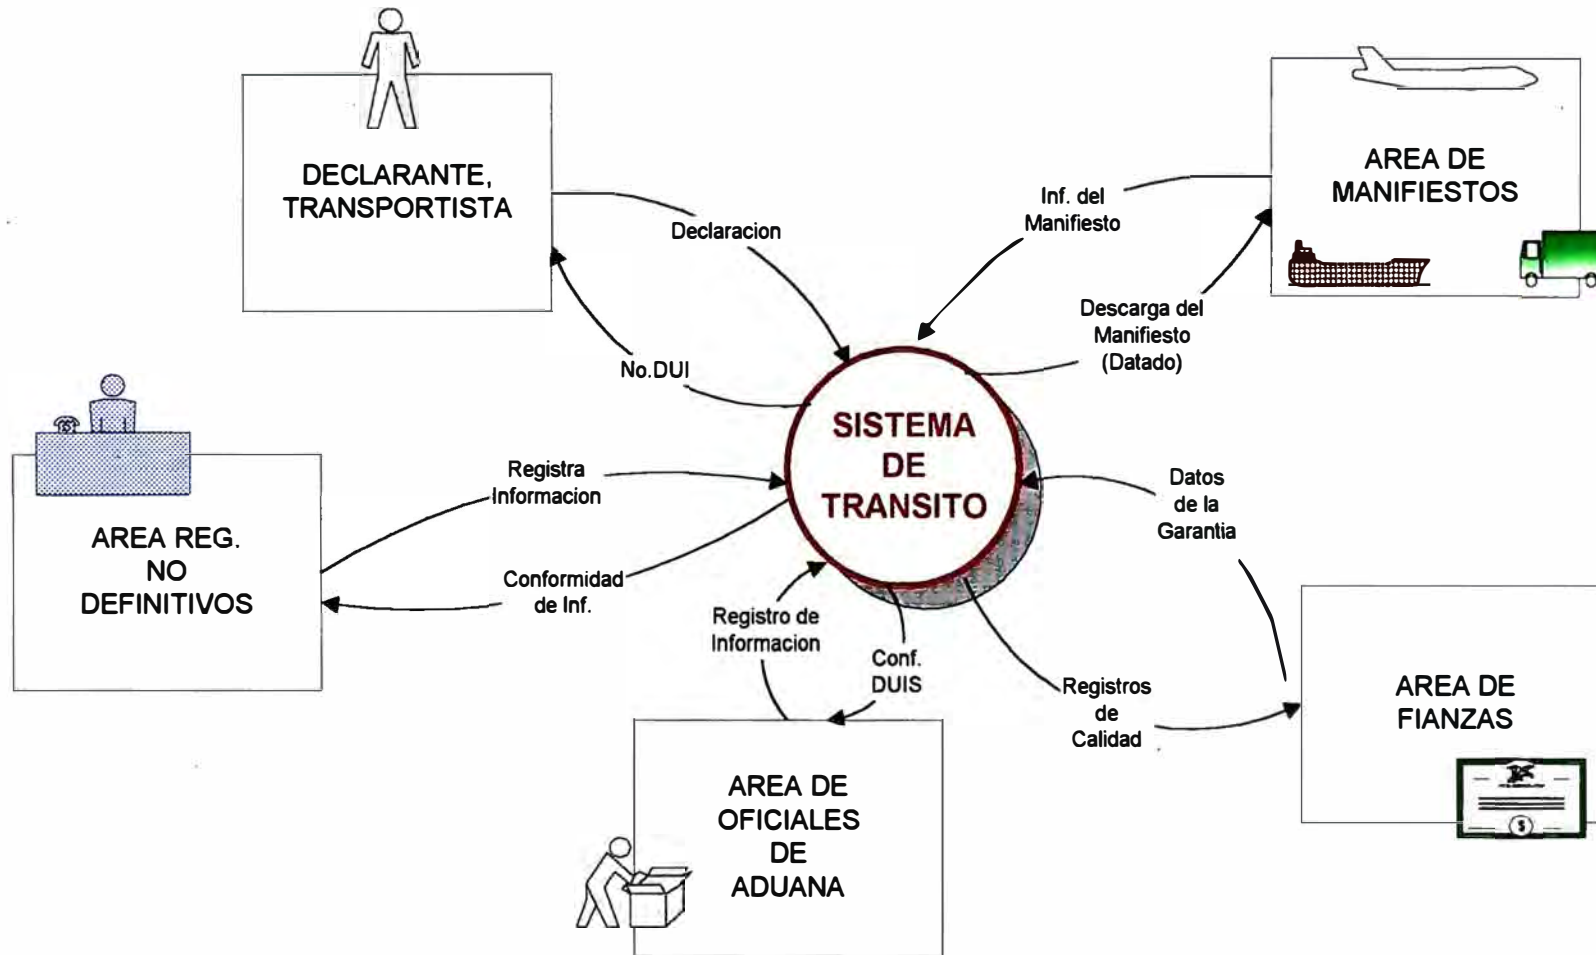 DECLARANTE,
TRANSPORTISTA
AREA DE
MANIFIESTOS
Declaracion
Inf. del
Manifiesto
No.DUI
Descarga del
Manifiesto
(Datado)
SISTEMA
DE
TRANSITO
Registra
Informacion
AREA REG.
NO
DEFINITIVOS
Conformidad
de Inf.
Datos
de la
Garantia
Registro de
Informacion
Conf.
DUIS
Registros
de
Calidad
AREA DE
FIANZAS
$
AREA DE
OFICIALES
DE
ADUANA